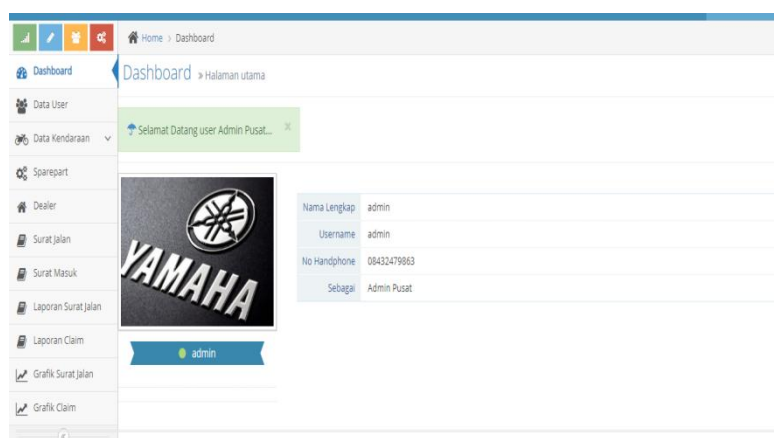 Home > Dashboard
Dashboard
Dashboard » Halaman utama
Data User
Data Kendaraan
Selamat Datang user Admin Pusat...
x
Sparepart
Dealer
Surat Jalan
Surat Masuk
Laporan Surat Jalan
Laporan Claim
Grafik Surat Jalan
Grafik Claim
YAMAHA
admin
Nama Lengkap admin
Username admin
No Handphone 08432479863
Sebagai Admin Pusat